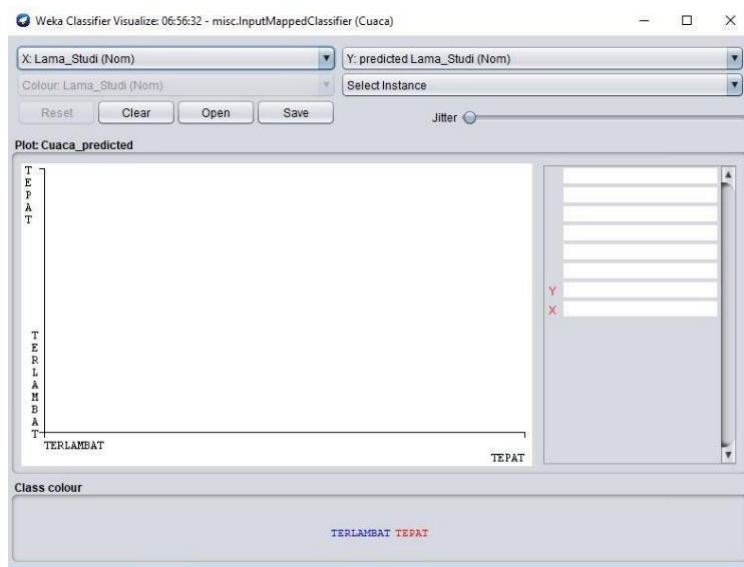 Weka Classifier Visualize: 06:56:32 - misc.InputMappedClassifier (Cuaca)
X: Lama_Studi (Nom)
Y: predicted Lama_Studi (Nom)
Colour: Lama_Studi (Nom)
Select Instance
Reset
Clear
Open
Save
Jitter
Plot: Cuaca_predicted
TEPAT
TERLAMBAT
Y
X
TERLAMBAT
TEPAT
Class colour
TERLAMBAT TEPAT